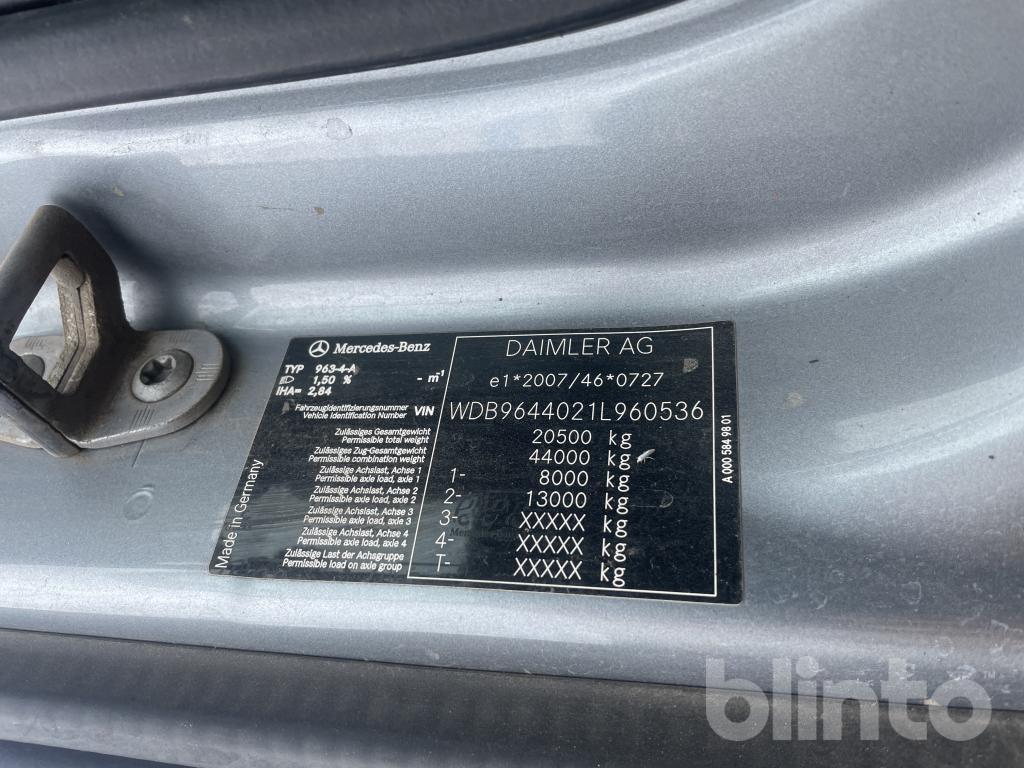 Mercedes-Benz
DAIMLER AG
TYP 963-4-A
1,50 % - m⁻¹
IHA= 2,84
e1*2007/46*0727
Fahrzeugidentifizierungsnummer
Vehicle Identification Number VIN WDB9644021L960536
Zulässiges Gesamtgewicht
Permissible total weight 20500 kg
Zulässiges Zug-Gesamtgewicht
Permissible combination weight 44000 kg
Zulässige Achslast, Achse 1
Permissible axle load, axle 1 1- 8000 kg
Zulässige Achslast, Achse 2
Permissible axle load, axle 2 2- 13000 kg
Zulässige Achslast, Achse 3
Permissible axle load, axle 3 3- XXXXX kg
Zulässige Achslast, Achse 4
Permissible axle load, axle 4 4- XXXXX kg
Zulässige Last der Achsgruppe
Permissible load on axle group T- XXXXX kg
Made in Germany
A 000 584 98 01
blinto™